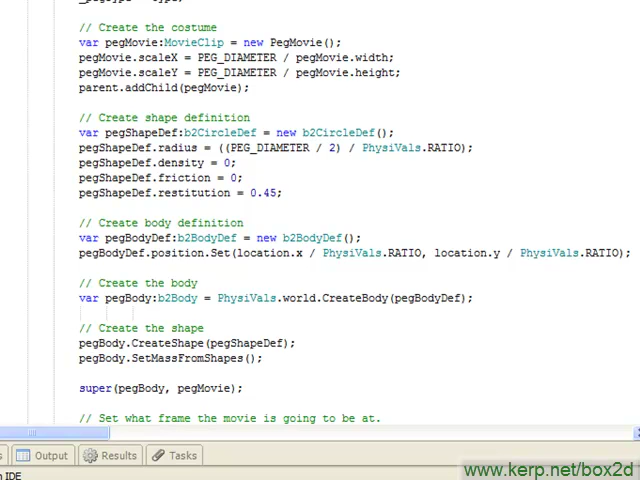 // Create the costume
var pegMovie:MovieClip = new PegMovie();
pegMovie.scaleX = PEG_DIAMETER / pegMovie.width;
pegMovie.scaleY = PEG_DIAMETER / pegMovie.height;
parent.addChild(pegMovie);
// Create shape definition
var pegShapeDef:b2CircleDef = new b2CircleDef();
pegShapeDef.radius = ((PEG_DIAMETER / 2) / PhysiVals.RATIO);
pegShapeDef.density = 0;
pegShapeDef.friction = 0;
pegShapeDef.restitution = 0.45;
// Create body definition
var pegBodyDef:b2BodyDef = new b2BodyDef();
pegBodyDef.position.Set(location.x / PhysiVals.RATIO, location.y / PhysiVals.RATIO);
// Create the body
var pegBody:b2Body = PhysiVals.world.CreateBody(pegBodyDef);
// Create the shape
pegBody.CreateShape(pegShapeDef);
pegBody.SetMassFromShapes();
super(pegBody, pegMovie);
// Set what frame the movie is going to be at.
s Output Results Tasks
n IDE
www.kerp.net/box2d